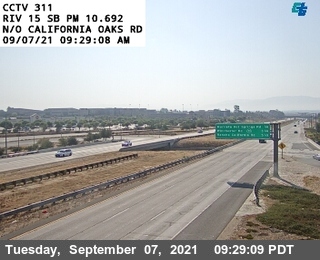 CCTV 311
RIV 15 SB PM 10.692
N/O CALIFORNIA OAKS RD
09/07/21 09:29:08 AM
Tuesday, September 07, 2021 09:29:09 PDT